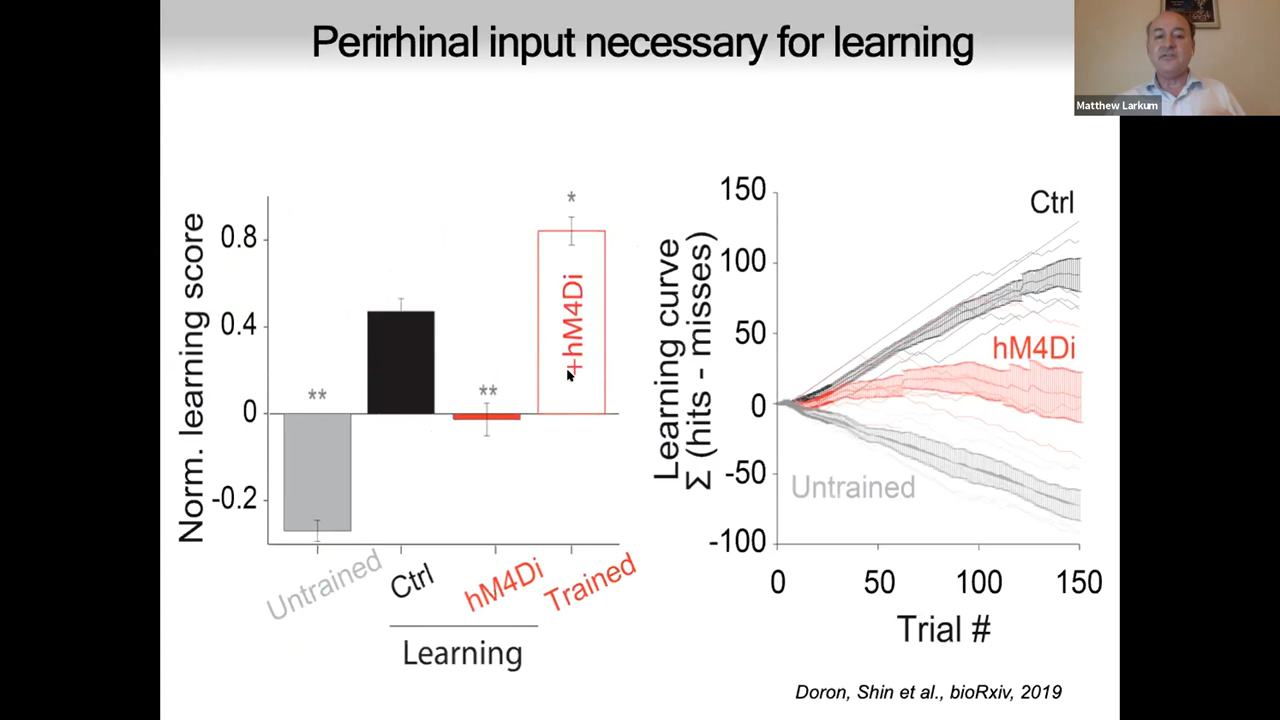 Perirhinal input necessary for learning
Matthew Larkum
Norm. learning score
0.8
0.4
0
-0.2
**
**
*
+hM4Di
Untrained
Ctrl
hM4Di
Trained
Learning
Learning curve
Σ (hits - misses)
150
100
50
0
-50
-100
Ctrl
hM4Di
Untrained
0
50
100
150
Trial #
Doron, Shin et al., bioRxiv, 2019